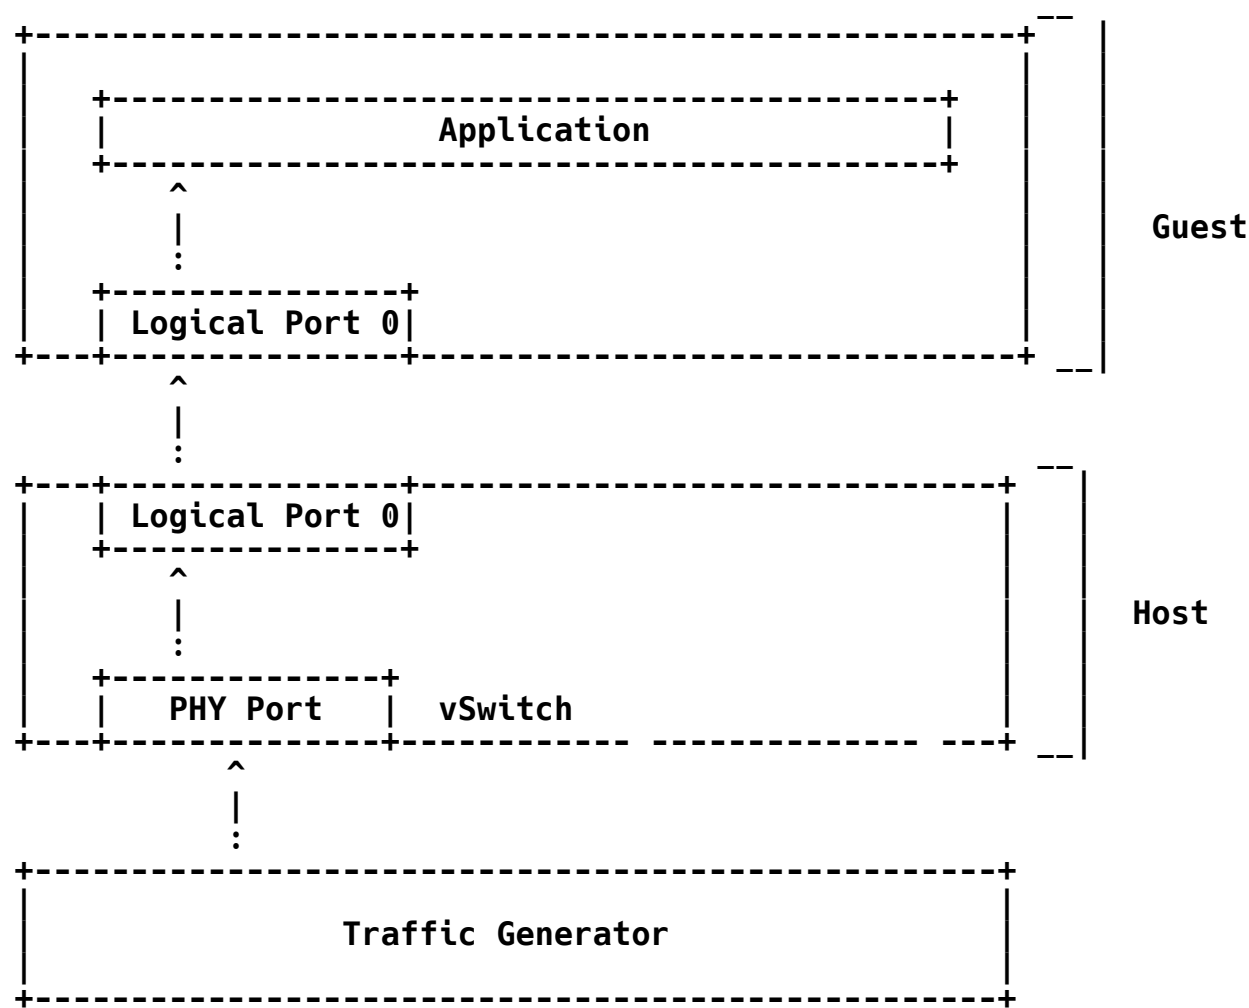 Application
Guest
Logical Port 0
Logical Port 0
Host
PHY Port vSwitch
Traffic Generator